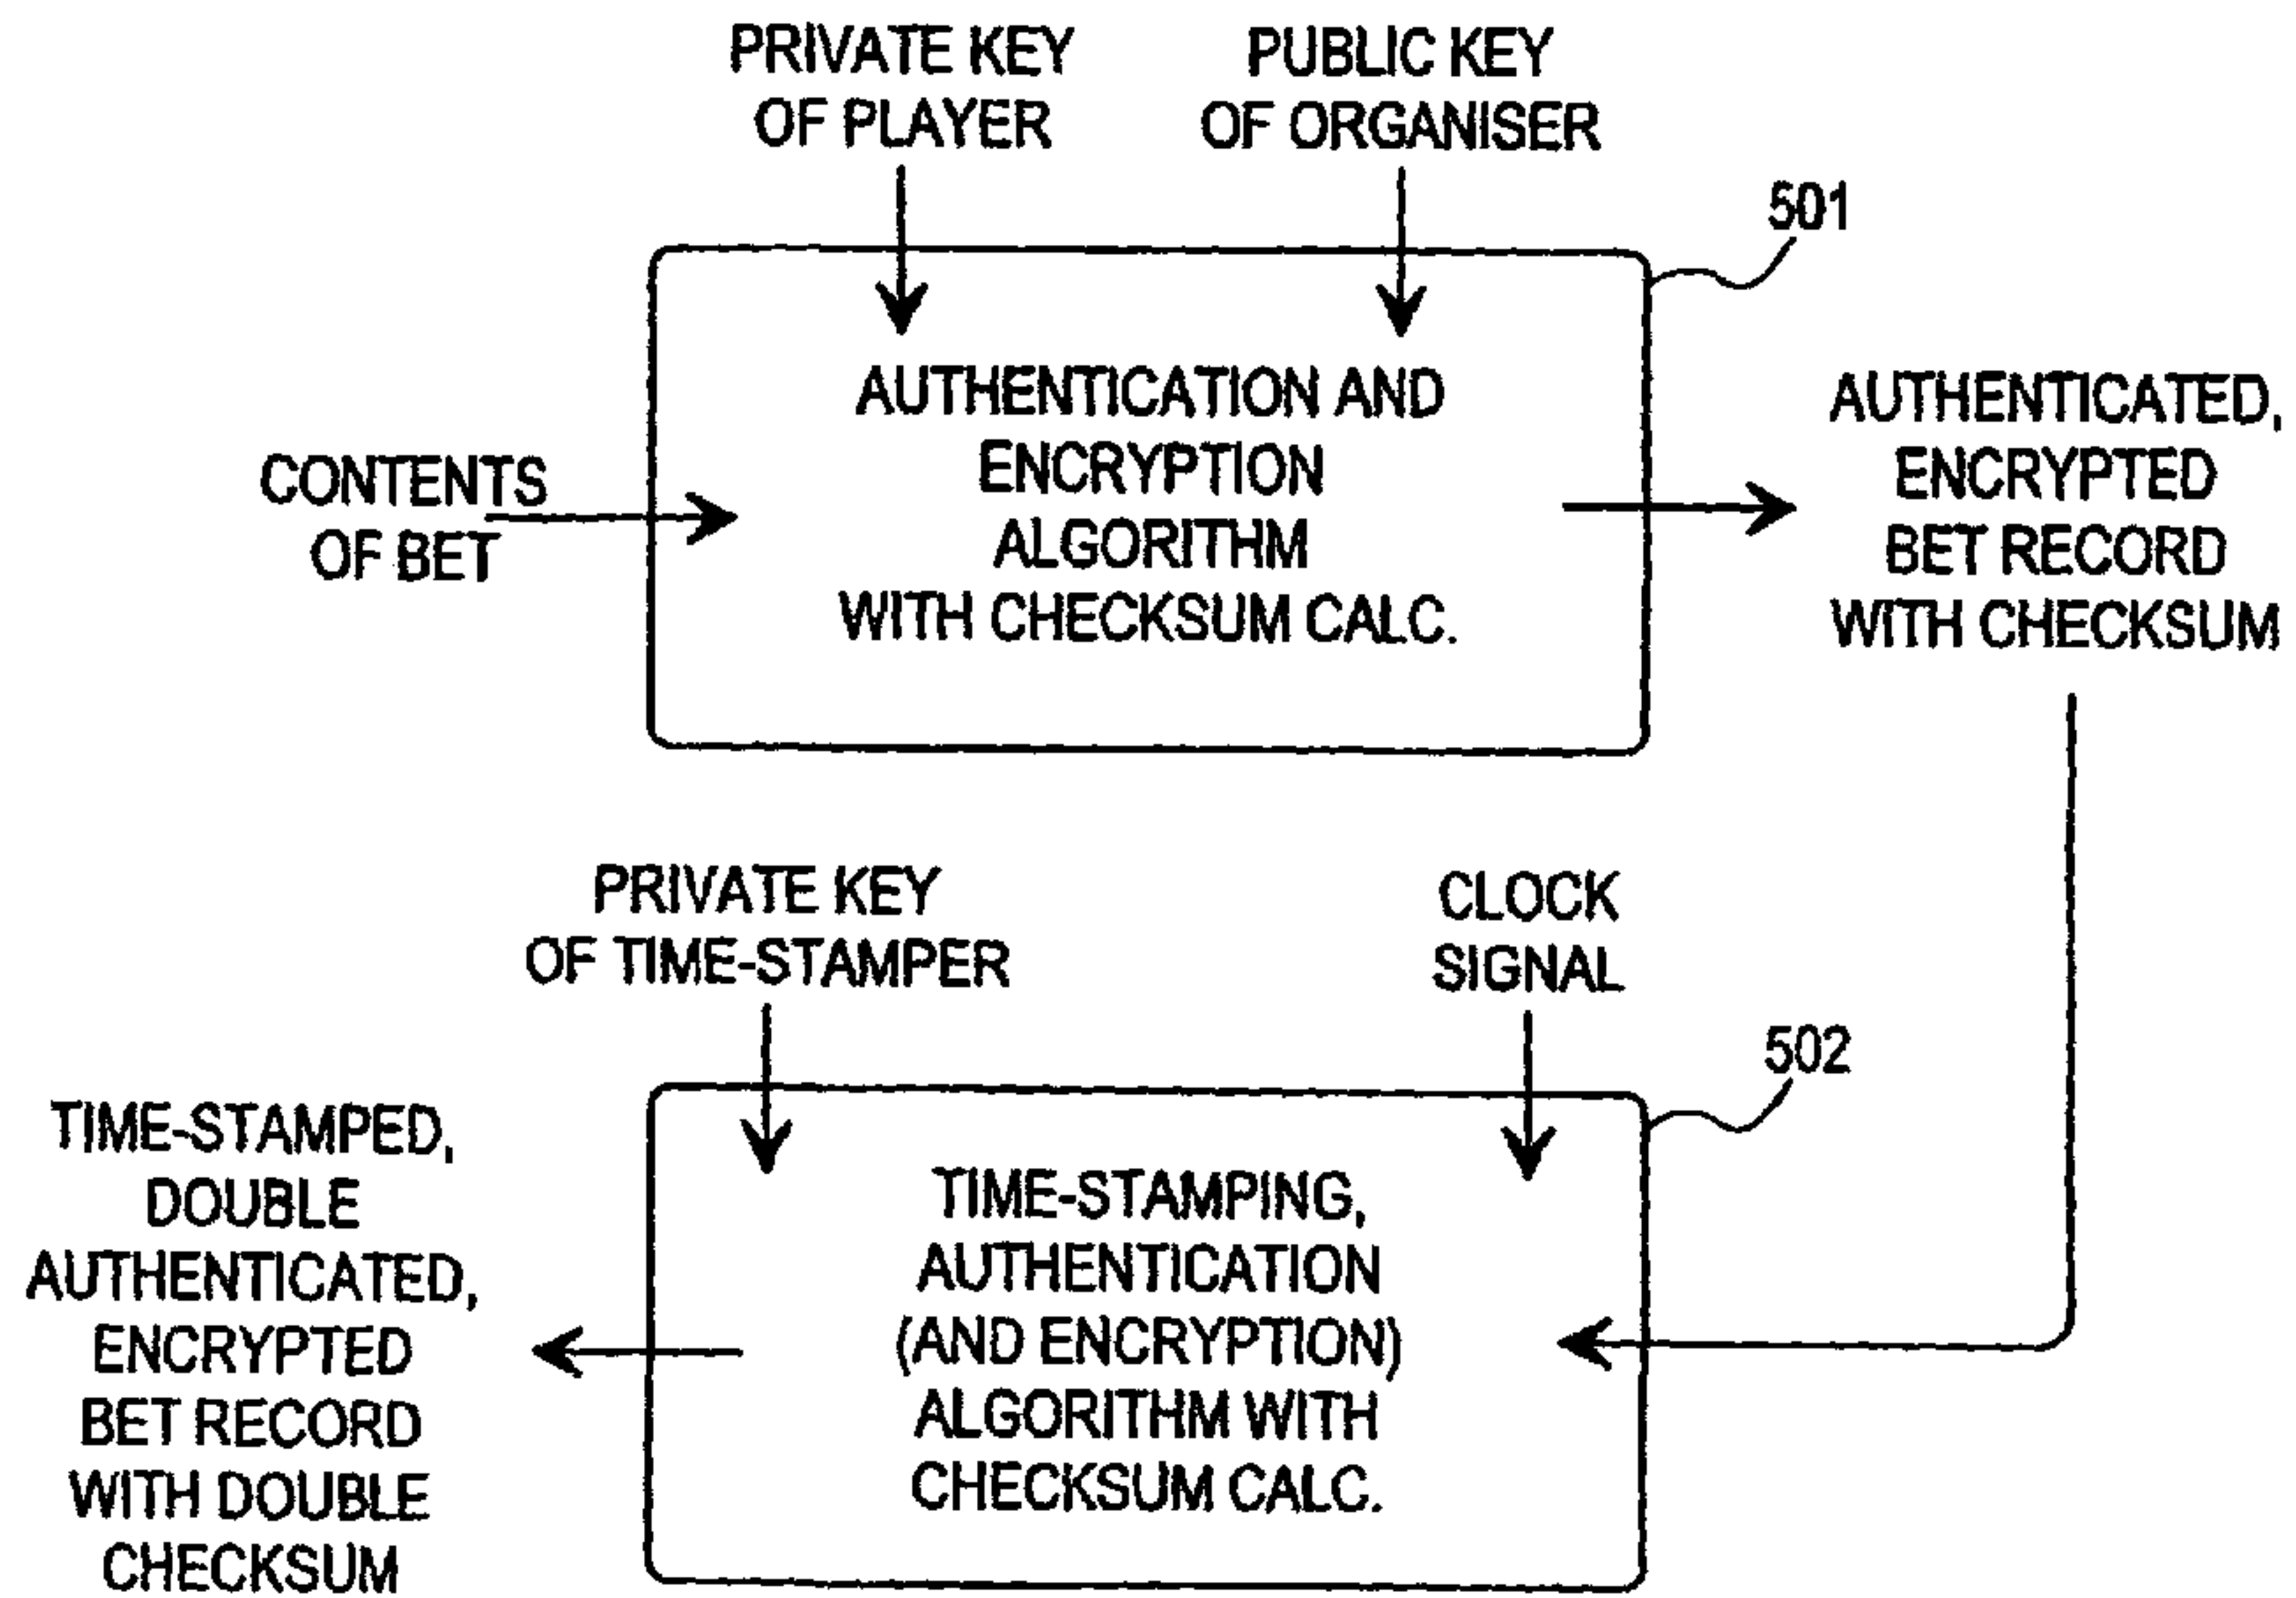 PRIVATE KEY
OF PLAYER
PUBLIC KEY
OF ORGANISER
501
CONTENTS
OF BET
AUTHENTICATION AND
ENCRYPTION
ALGORITHM
WITH CHECKSUM CALC.
AUTHENTICATED,
ENCRYPTED
BET RECORD
WITH CHECKSUM
PRIVATE KEY
OF TIME-STAMPER
CLOCK
SIGNAL
502
TIME-STAMPING,
AUTHENTICATION
(AND ENCRYPTION)
ALGORITHM WITH
CHECKSUM CALC.
TIME-STAMPED,
DOUBLE
AUTHENTICATED,
ENCRYPTED
BET RECORD
WITH DOUBLE
CHECKSUM